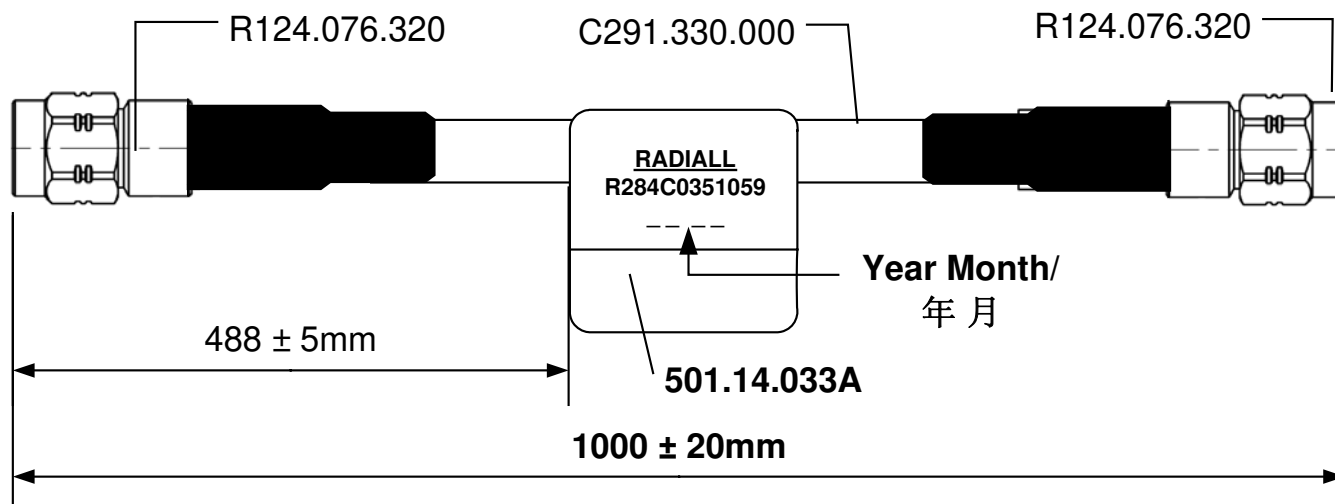 R124.076.320
C291.330.000
R124.076.320
RADIALL
R284C0351059
Year Month/
年 月
488 ± 5mm
501.14.033A
1000 ± 20mm